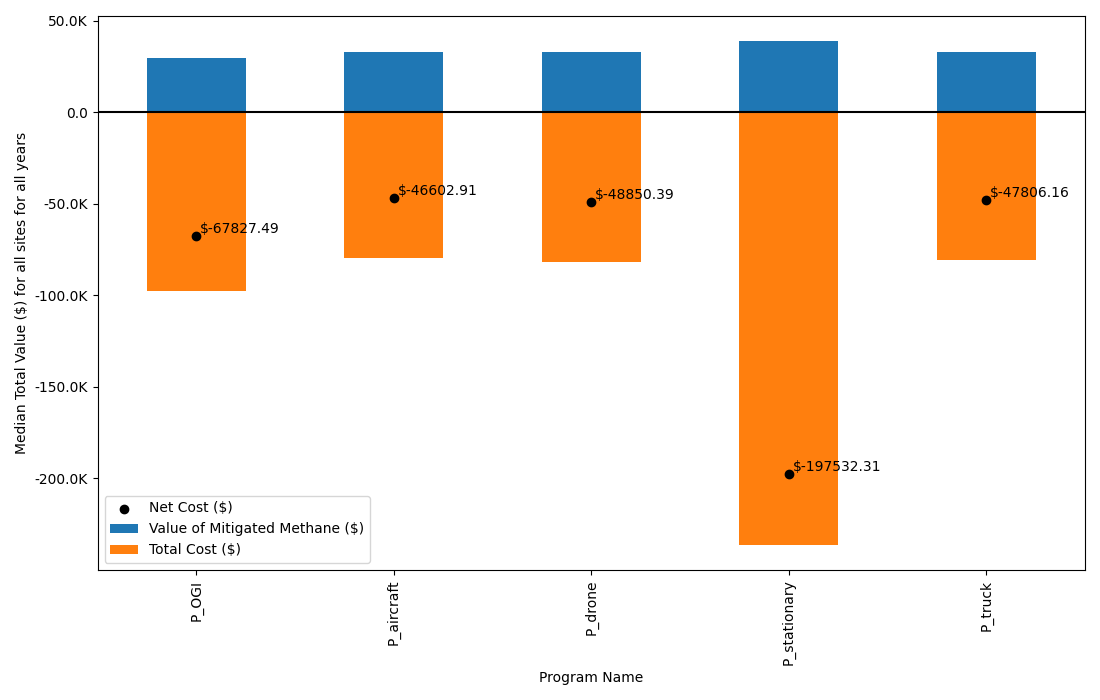 50.0K
0.0
-50.0K
-100.0K
-150.0K
-200.0K
Median Total Value ($) for all sites for all years
$-67827.49
$-46602.91
$-48850.39
$-197532.31
$-47806.16
Net Cost ($)
Value of Mitigated Methane ($)
Total Cost ($)
P_OGI
P_aircraft
P_drone
P_stationary
P_truck
Program Name